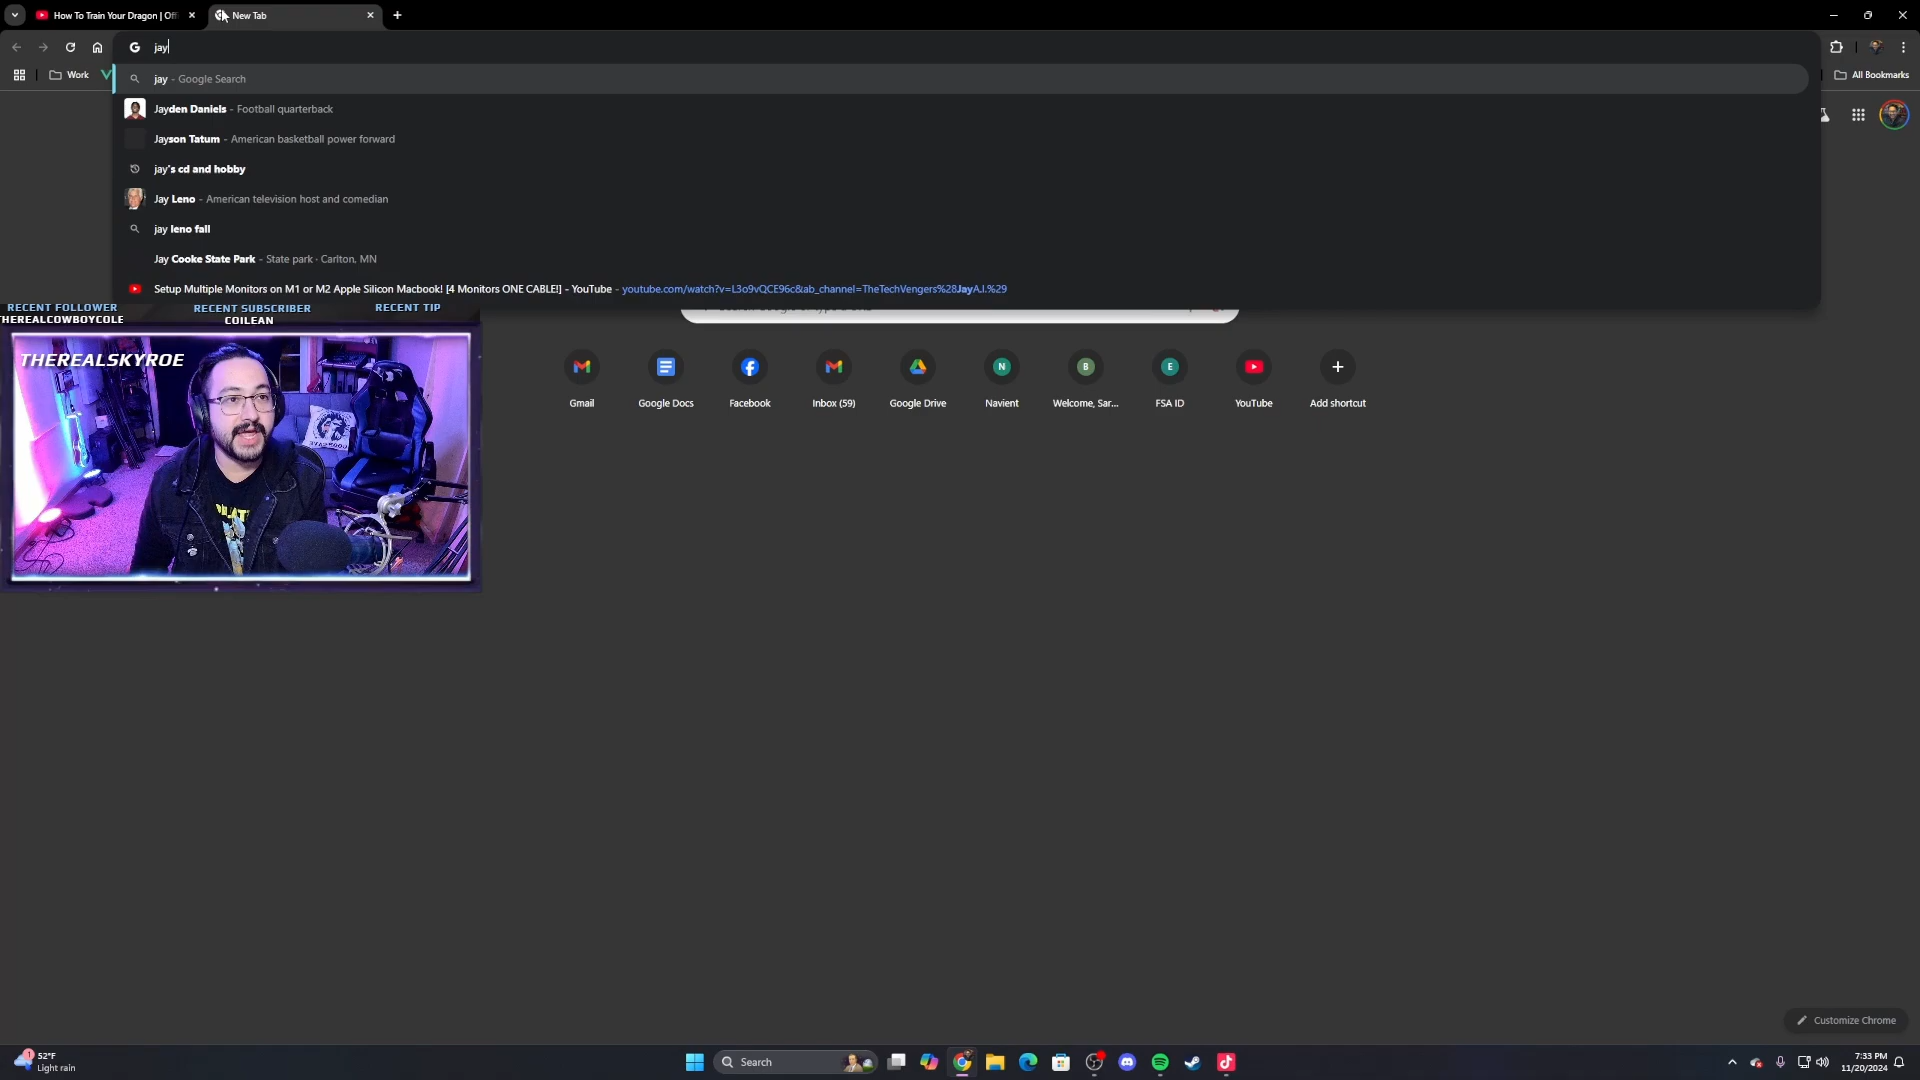 How To Train Your Dragon | Off
New Tab
jay
Work
All Bookmarks
jay - Google Search
Jayden Daniels - Football quarterback
Jayson Tatum - American basketball power forward
jay's cd and hobby
Jay Leno - American television host and comedian
jay leno fall
Jay Cooke State Park - State park · Carlton, MN
Setup Multiple Monitors on M1 or M2 Apple Silicon Macbook! [4 Monitors ONE CABLE!] - YouTube - youtube.com/watch?v=L3o9vQCE96c&ab_channel=TheTechVengers%28JayA.I.%29
RECENT FOLLOWER RECENT SUBSCRIBER RECENT TIP
THEREALCOWBOYCOLE COILEAN
THEREALSKYROE
N B E
Gmail Google Docs Facebook Inbox (59) Google Drive Navient Welcome, Sar... FSA ID YouTube Add shortcut
Customize Chrome
1
52°F
Light rain
Search
7:33 PM
11/20/2024